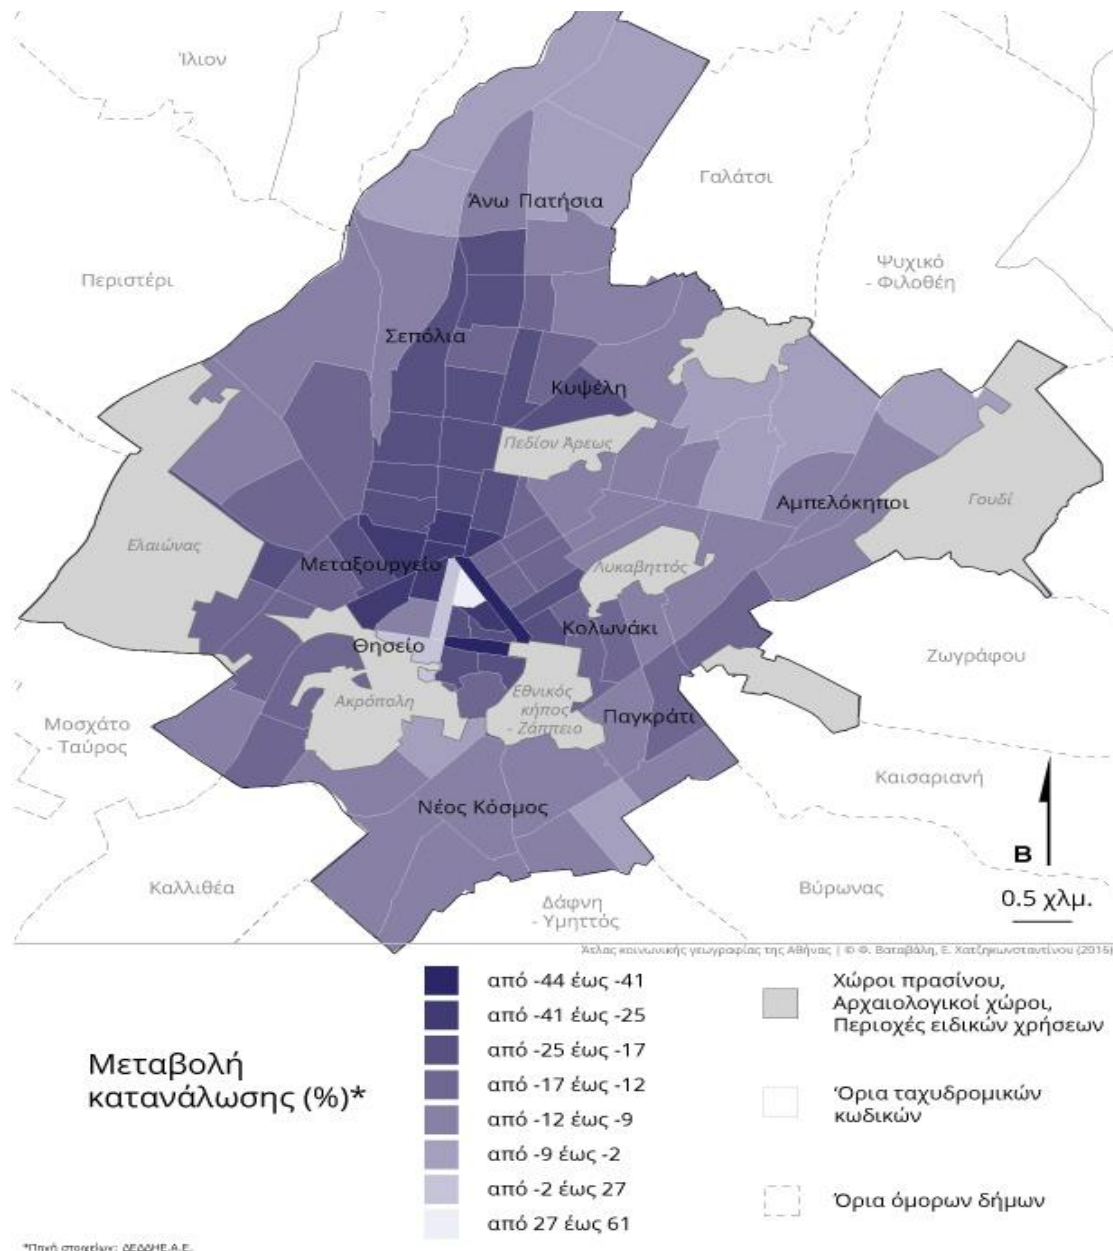 Ίλιον
Γαλάτσι
Άνω Πατήσια
Ψυχικό
- Φιλοθέη
Περιστέρι
Σεπόλια
Κυψέλη
Πεδίον Άρεως
Αμπελόκηποι
Γουδί
Ελαιώνας
Μεταξουργείο
Λυκαβηττός
Κολωνάκι
Θησείο
Ζωγράφου
Ακρόπολη
Εθνικός
κήπος
- Ζάππειο
Παγκράτι
Μοσχάτο
- Ταύρος
Καισαριανή
Νέος Κόσμος
Β
Καλλιθέα
Βύρωνας
0.5 χλμ.
Δάφνη
- Υμηττός
Άτλας κοινωνικής γεωγραφίας της Αθήνας | © Φ. Βαταβάλη, Ε. Χατζηκωνσταντίνου (2016)
Μεταβολή
κατανάλωσης (%)*
από -44 έως -41
από -41 έως -25
από -25 έως -17
από -17 έως -12
από -12 έως -9
από -9 έως -2
από -2 έως 27
από 27 έως 61
Χώροι πρασίνου,
Αρχαιολογικοί χώροι,
Περιοχές ειδικών χρήσεων
Όρια ταχυδρομικών
κωδικών
Όρια όμορων δήμων
*Πηγή στοιχείων: ΔΕΔΔΗΕ Α.Ε.